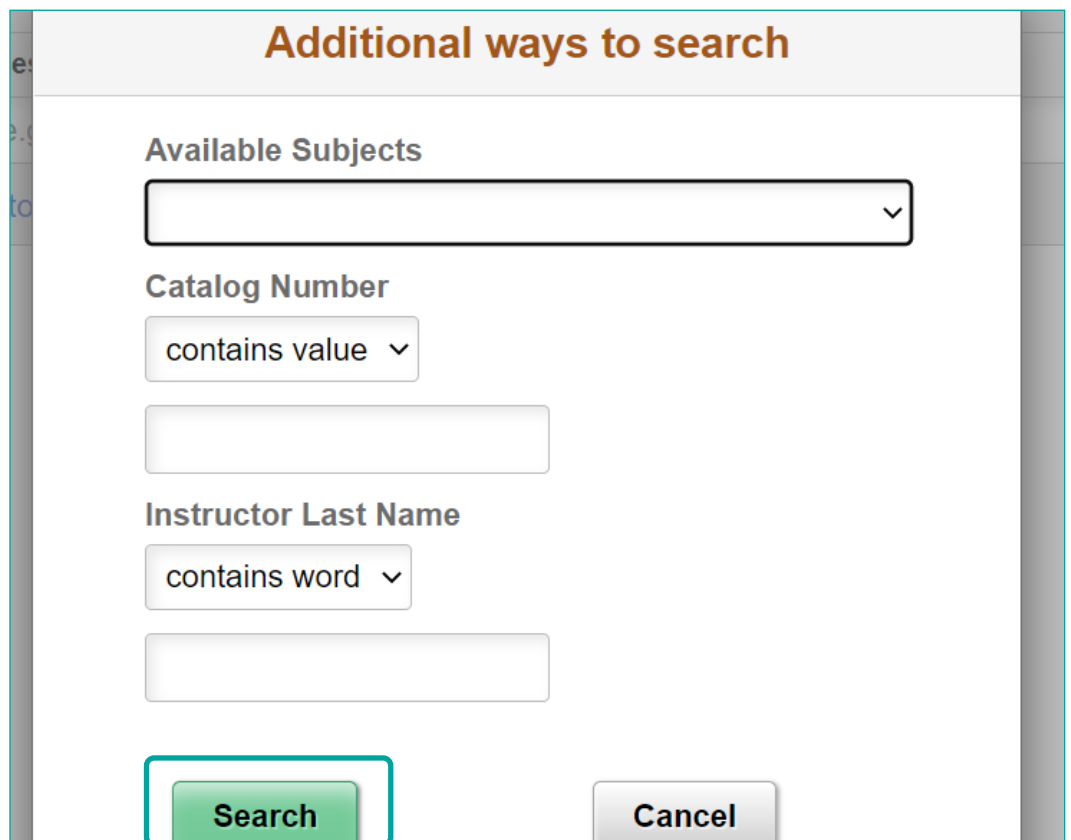 Additional ways to search
Available Subjects
Catalog Number
contains value
Instructor Last Name
contains word
Search
Cancel